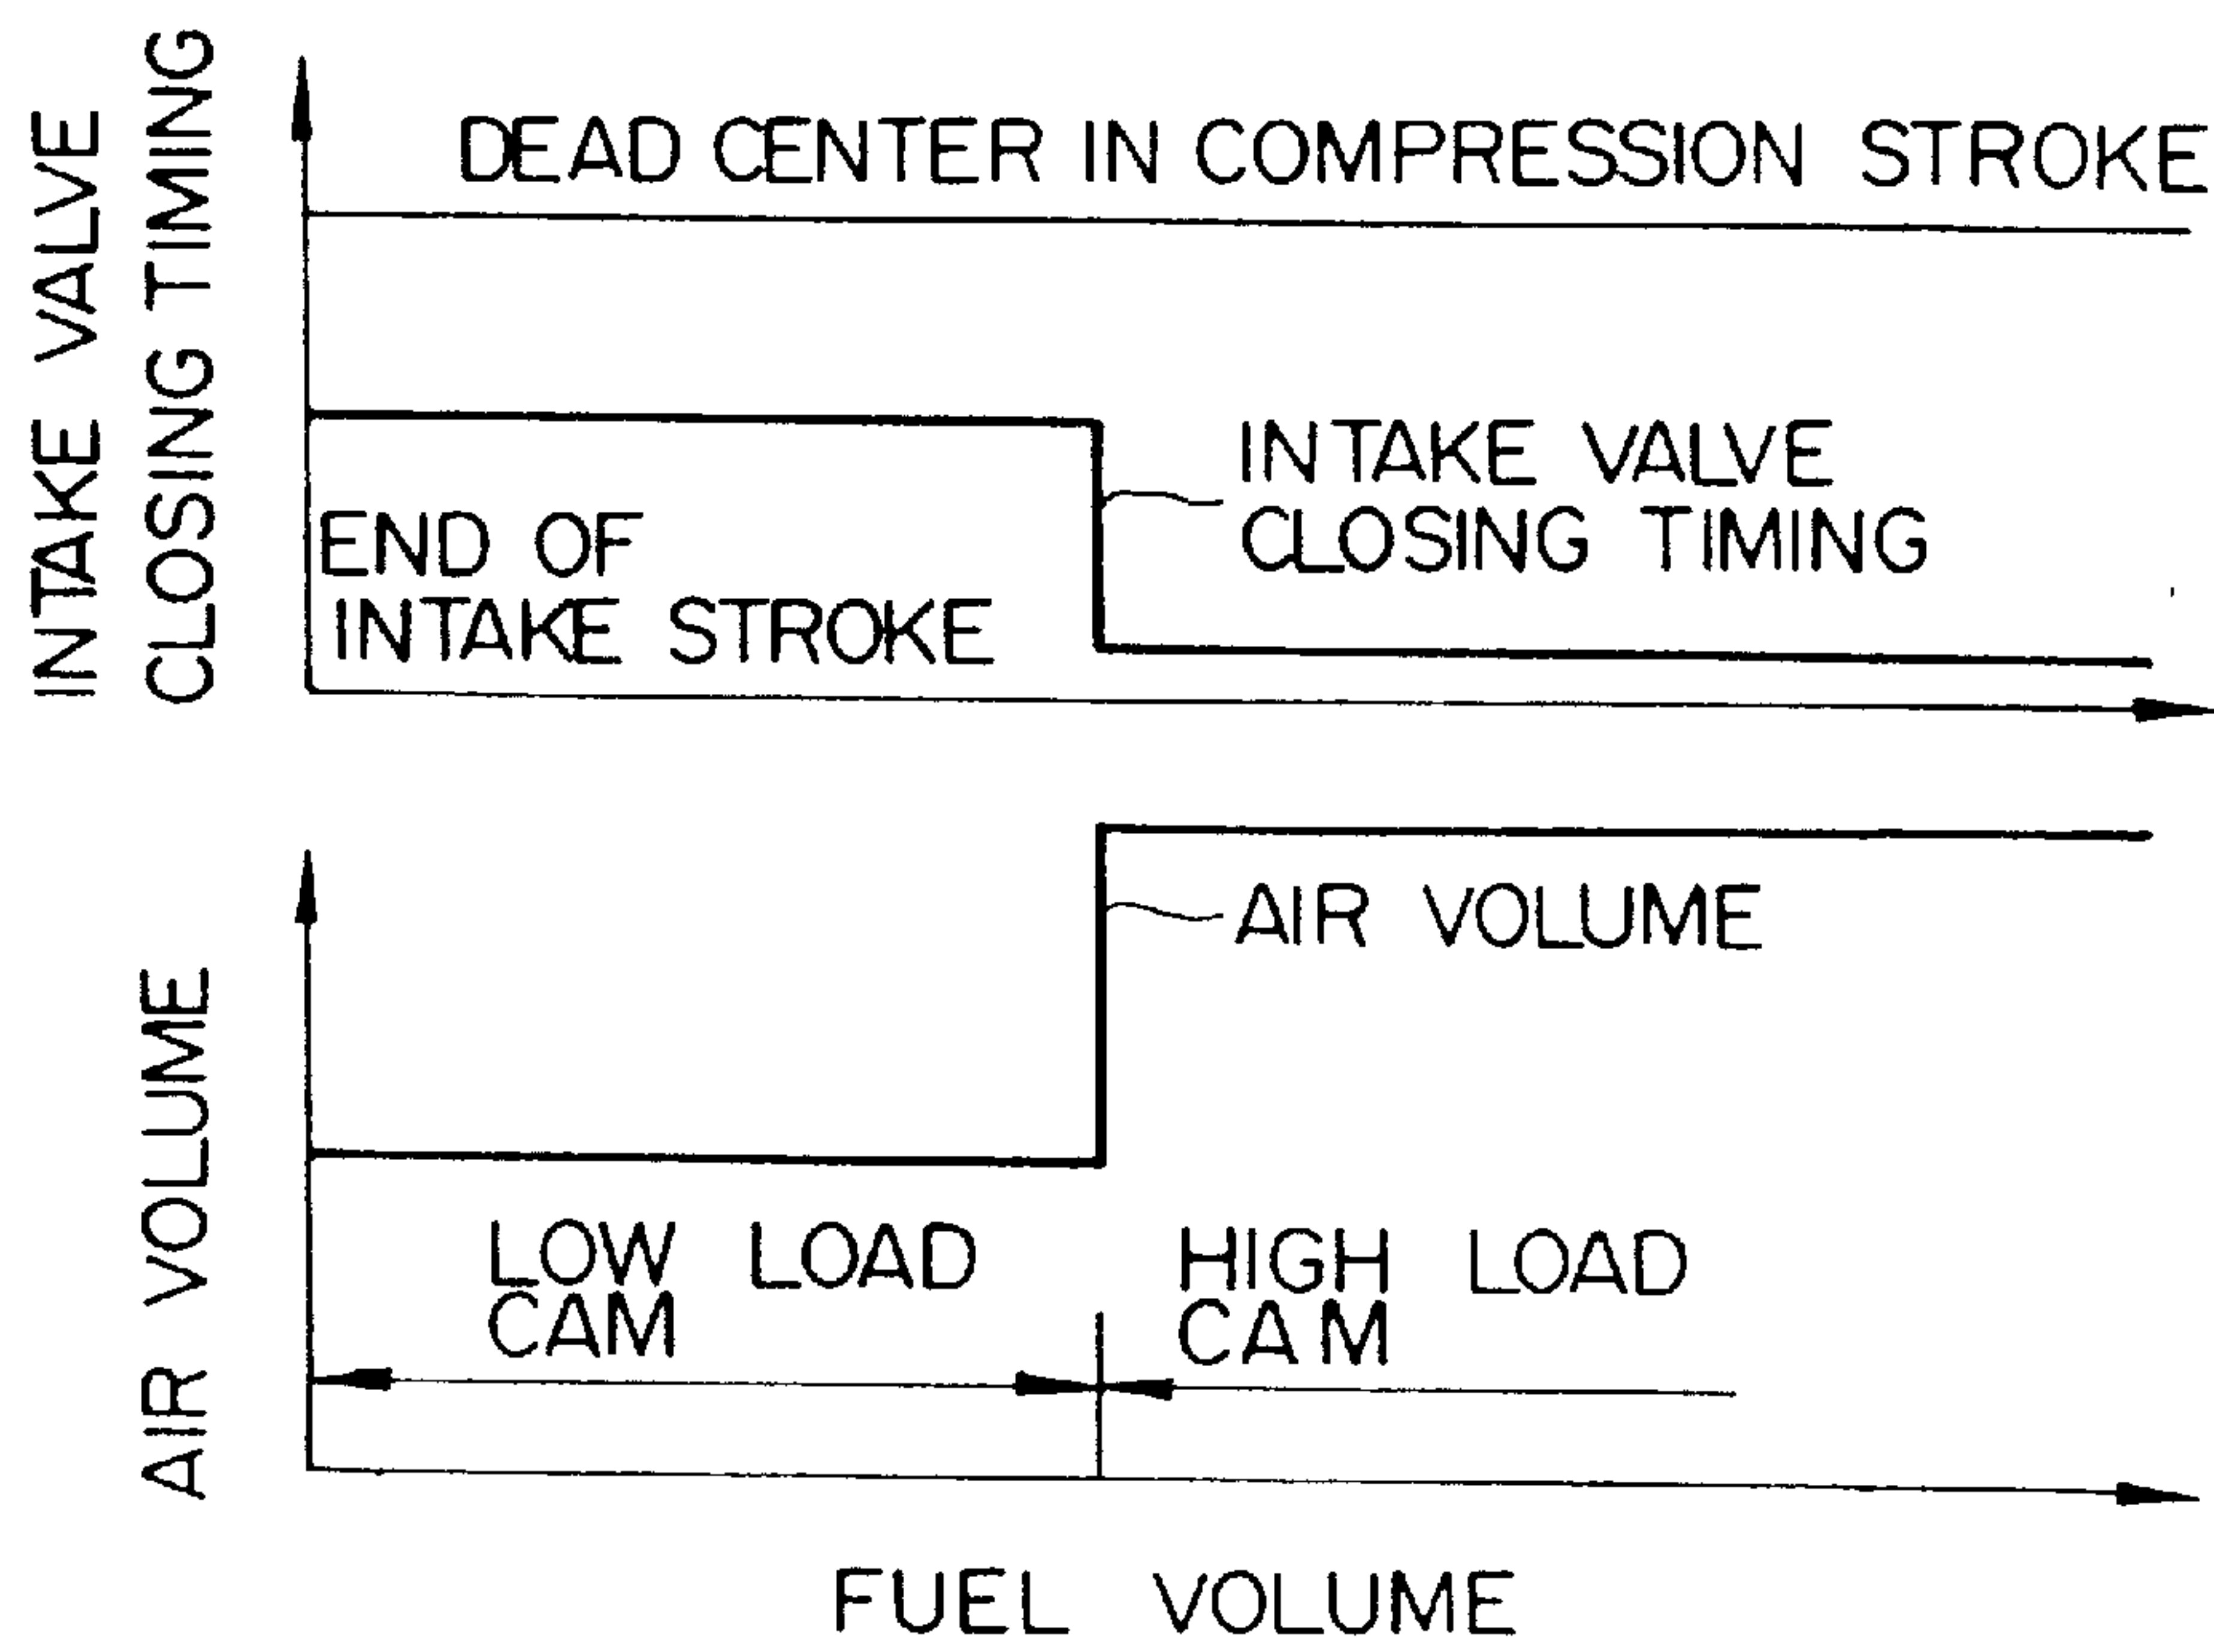 INTAKE VALVE
CLOSING TIMING
DEAD CENTER IN COMPRESSION STROKE
INTAKE VALVE
CLOSING TIMING
END OF
INTAKE STROKE
AIR VOLUME
AIR VOLUME
LOW LOAD
CAM
HIGH LOAD
CAM
FUEL VOLUME